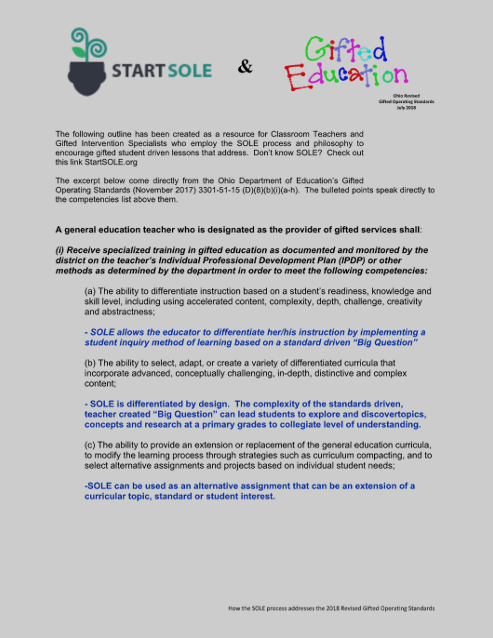 STARTSOLE
&
Gifted
Education
Ohio Revised
Gifted Operating Standards
July 2018
The following outline has been created as a resource for Classroom Teachers and
Gifted Intervention Specialists who employ the SOLE process and philosophy to
encourage gifted student driven lessons that address.  Don't know SOLE?  Check out
this link StartSOLE.org
The excerpt below come directly from the Ohio Department of Education's Gifted
Operating Standards (November 2017) 3301-51-15 (D)(8)(b)(i)(a-h).  The bulleted points speak directly to
the competencies list above them.
A general education teacher who is designated as the provider of gifted services shall:
(i) Receive specialized training in gifted education as documented and monitored by the
district on the teacher's Individual Professional Development Plan (IPDP) or other
methods as determined by the department in order to meet the following competencies:
(a) The ability to differentiate instruction based on a student's readiness, knowledge and
skill level, including using accelerated content, complexity, depth, challenge, creativity
and abstractness;
- SOLE allows the educator to differentiate her/his instruction by implementing a
student inquiry method of learning based on a standard driven "Big Question"
(b) The ability to select, adapt, or create a variety of differentiated curricula that
incorporate advanced, conceptually challenging, in-depth, distinctive and complex
content;
- SOLE is differentiated by design.  The complexity of the standards driven,
teacher created "Big Question" can lead students to explore and discovertopics,
concepts and research at a primary grades to collegiate level of understanding.
(c) The ability to provide an extension or replacement of the general education curricula,
to modify the learning process through strategies such as curriculum compacting, and to
select alternative assignments and projects based on individual student needs;
-SOLE can be used as an alternative assignment that can be an extension of a
curricular topic, standard or student interest.
How the SOLE process addresses the 2018 Revised Gifted Operating Standards